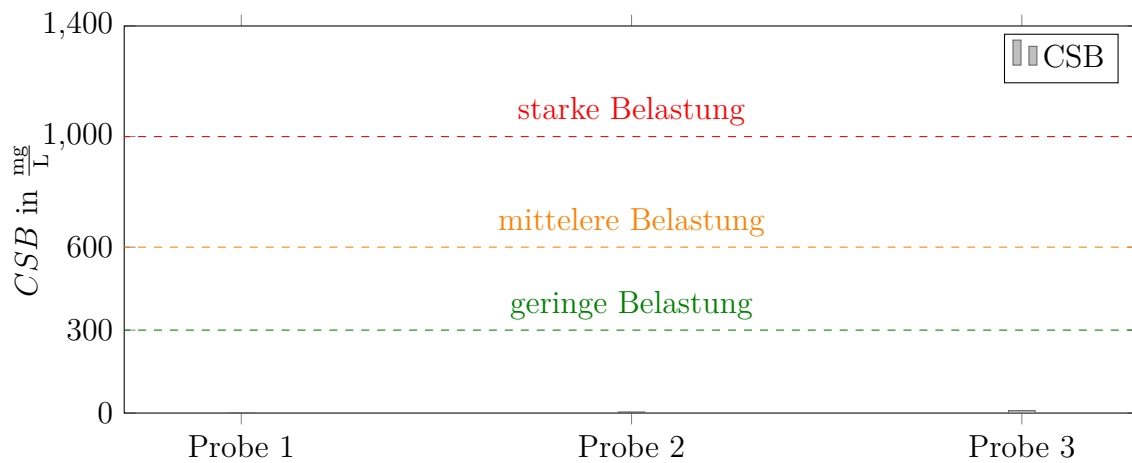 1,400
CSB
starke Belastung
1,000
mittelere Belastung
600
geringe Belastung
300
0
CSB in mg/L
Probe 1 Probe 2 Probe 3